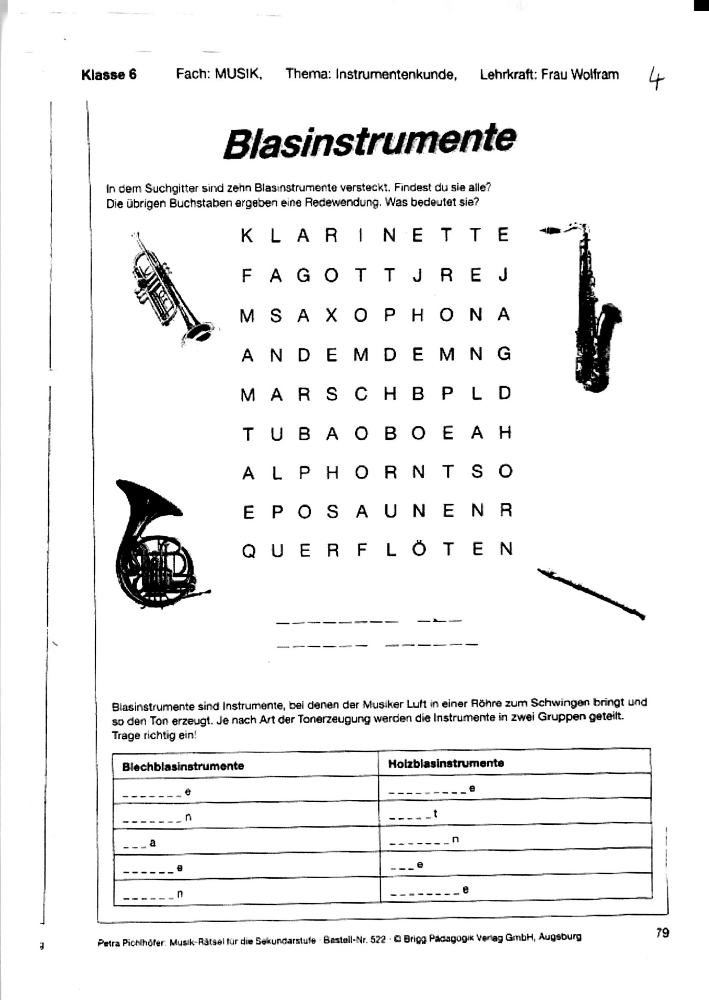 Klasse 6 Fach: MUSIK, Thema: Instrumentenkunde, Lehrkraft: Frau Wolfram 4
Blasinstrumente
In dem Suchgitter sind zehn Blasinstrumente versteckt. Findest du sie alle?
Die übrigen Buchstaben ergeben eine Redewendung. Was bedeutet sie?
K L A R I N E T T E
F A G O T T J R E J
M S A X O P H O N A
A N D E M D E M N G
M A R S C H B P L D
T U B A O B O E A H
A L P H O R N T S O
E P O S A U N E N R
Q U E R F L Ö T E N
_ _ _ _ _ _ _ _ _ _ _
_ _ _ _ _ _ _ _ _ _ _ _
Blasinstrumente sind Instrumente, bei denen der Musiker Luft in einer Röhre zum Schwingen bringt und
so den Ton erzeugt. Je nach Art der Tonerzeugung werden die Instrumente in zwei Gruppen geteilt.
Trage richtig ein!
Blechblasinstrumente Holzblasinstrumente
_ _ _ _ _ _ _ e _ _ _ _ _ _ _ _ _ e
_ _ _ _ _ _ _ n _ _ _ _ _ t
_ _ _ a _ _ _ _ _ _ _ n
_ _ _ _ _ _ e _ _ _ e
_ _ _ _ _ _ n _ _ _ _ _ _ _ _ e
79
g
Petra Pichlhöfer: Musik-Rätsel für die Sekundarstufe · Bestell-Nr. 522 · © Brigg Pädagogik Verlag GmbH, Augsburg